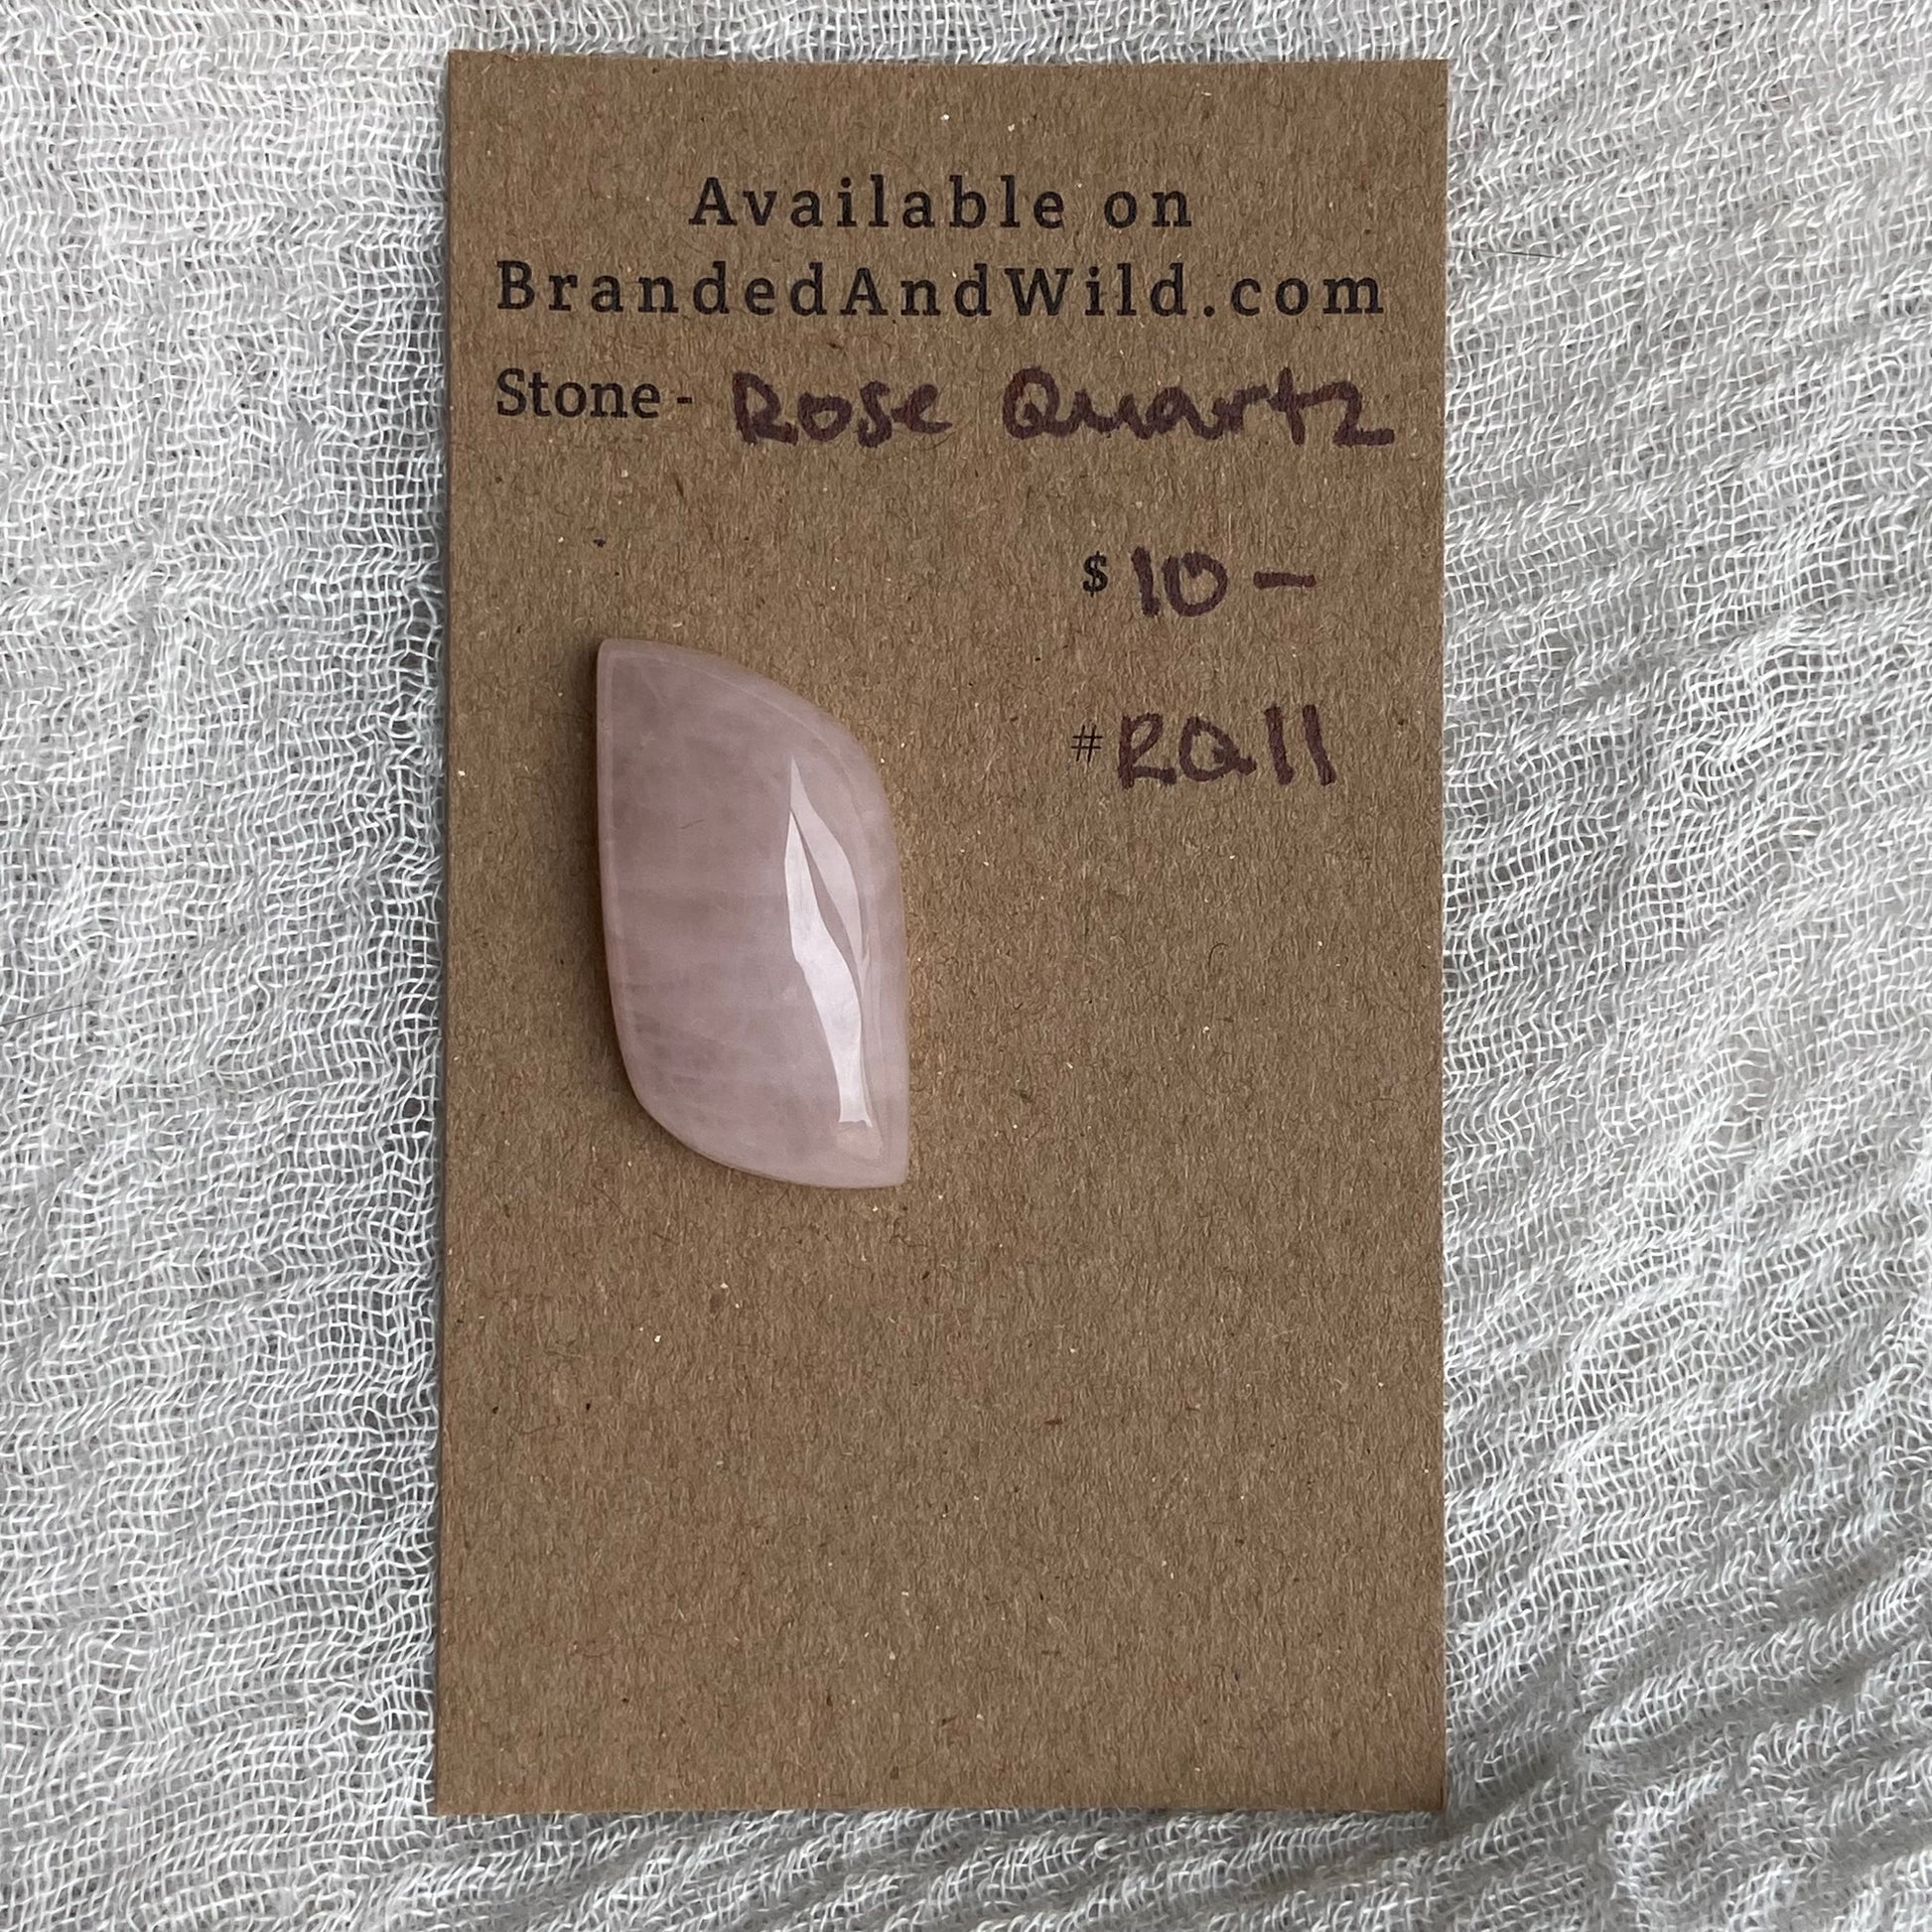 Available on
BrandedAndWild.com
Stone - Rose Quartz
$ 10 -
# RQ11